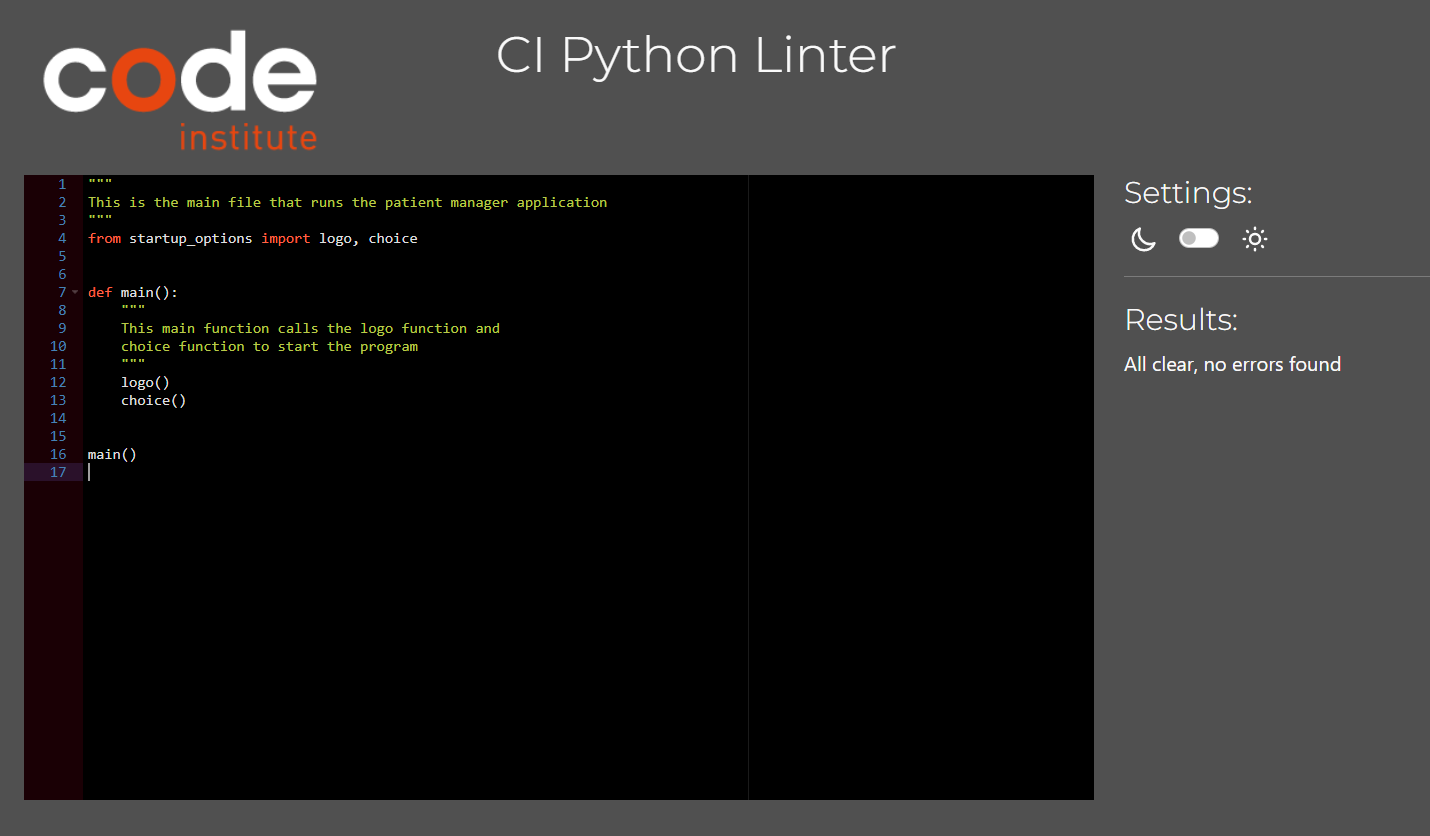 code
institute
CI Python Linter
1 """
2 This is the main file that runs the patient manager application
3 """
4 from startup_options import logo, choice
5
6
7 def main():
8     """
9     This main function calls the logo function and
10     choice function to start the program
11     """
12     logo()
13     choice()
14
15
16 main()
17
Settings:
Results:
All clear, no errors found